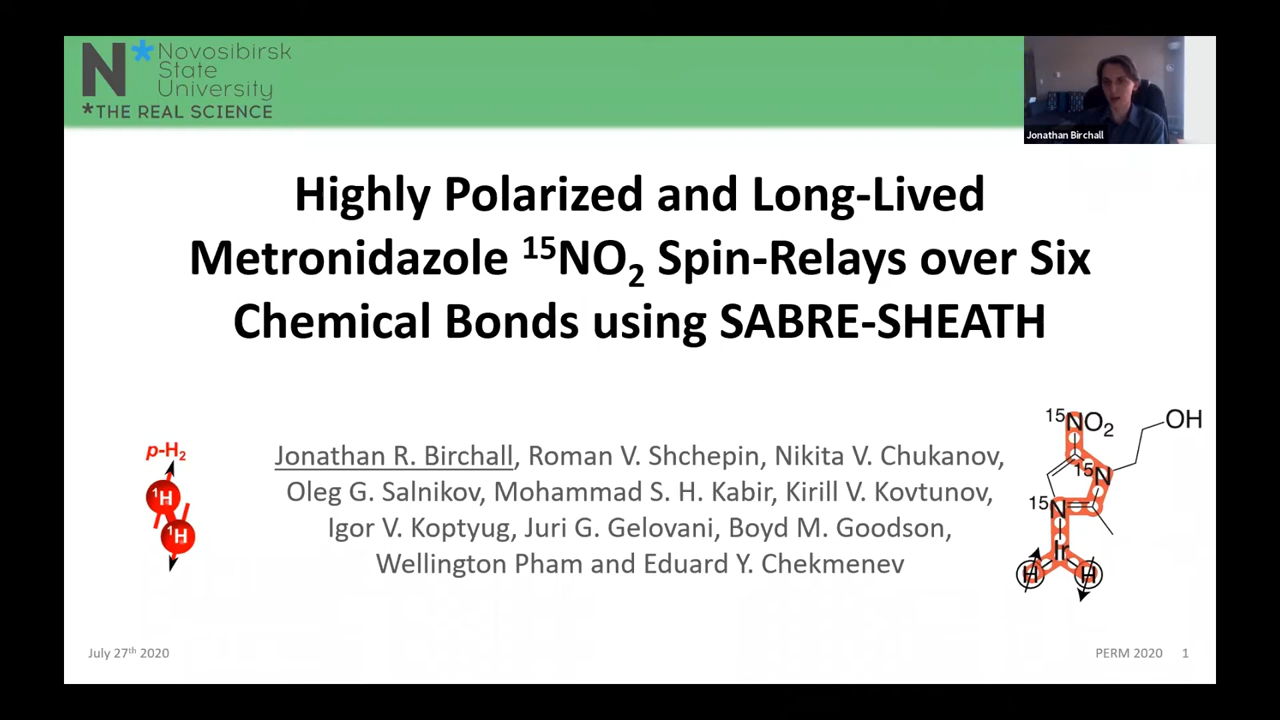 N*
Novosibirsk
State
University
*THE REAL SCIENCE
Jonathan Birchall
Highly Polarized and Long-Lived
Metronidazole ¹⁵NO₂ Spin-Relays over Six
Chemical Bonds using SABRE-SHEATH
p-H₂
¹H
¹H
Jonathan R. Birchall, Roman V. Shchepin, Nikita V. Chukanov,
Oleg G. Salnikov, Mohammad S. H. Kabir, Kirill V. Kovtunov,
Igor V. Koptyug, Juri G. Gelovani, Boyd M. Goodson,
Wellington Pham and Eduard Y. Chekmenev
¹⁵NO₂
OH
¹⁵N
¹⁵N
Ir
H H
July 27ᵗʰ 2020
PERM 2020 1